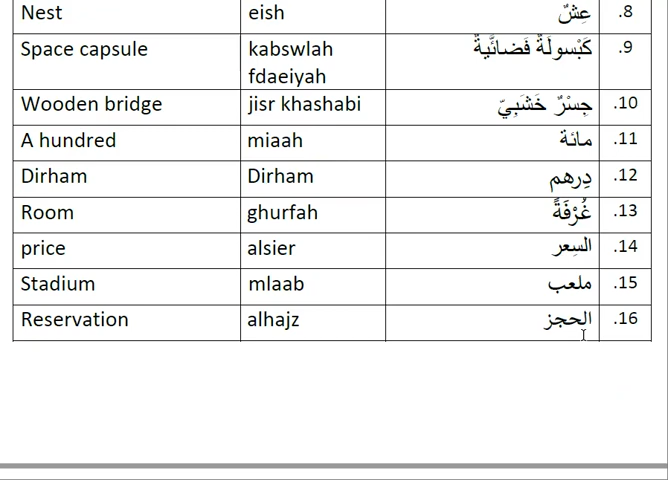 Nest eish عِشٌ .8
Space capsule kabswlah كَبْسولَةٌ فَضائَّيةٌ .9
fdaeiyah
Wooden bridge jisr khashabi جِسْرٌ خَشَبِيّ .10
A hundred miaah مائة .11
Dirham Dirham دِرهم .12
Room ghurfah غُرْفَةً .13
price alsier السِعر .14
Stadium mlaab ملعب .15
Reservation alhajz الحجز .16